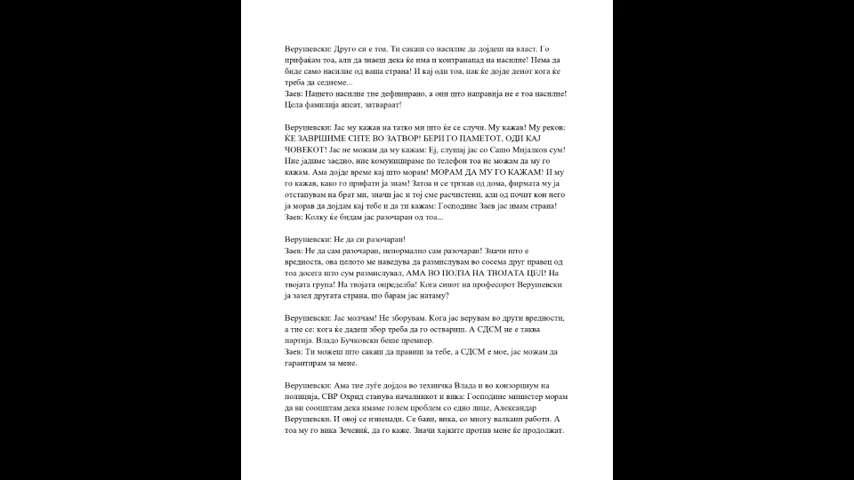 Верушевски: Друго си е тоа. Ти сакаш со насилие да дојдеш на власт. Го
прифаќам тоа, али да знаеш дека ќе има и контранапад на насилие! Нема да
биде само насилие од ваша страна! И кај оди тоа, пак ќе дојде денот кога ќе
треба да седнеме...
Заев: Нашето насилие тие дефинирано, а они што направија не е тоа насилие!
Цела фамилија апсат, затвараат!
Верушевски: Јас му кажав на татко ми што ќе се случи. Му кажав! Му реков:
ЌЕ ЗАВРШИМЕ СИТЕ ВО ЗАТВОР! БЕРИ ГО ПАМЕТОТ, ОДИ КАЈ
ЧОВЕКОТ! Јас не можам да му кажам: Еј, слушај јас со Сашо Мијалков сум!
Ние јадиме заедно, ние комуницираме по телефон тоа не можам да му го
кажам. Ама дојде време кај што морам! МОРАМ ДА МУ ГО КАЖАМ! И му
го кажав, како го прифати ја знам! Затоа и се тргнав од дома, фирмата му ја
отстапувам на брат ми, значи јас и тој сме расчистени, али од почит кон него
ја морав да дојдам кај тебе и да ти кажам: Господине Заев јас имам страна!
Заев: Колку ќе бидам јас разочаран од тоа...
Верушевски: Не да си разочаран!
Заев: Не да сам разочаран, ненормално сам разочаран! Значи што е
вредноста, ова целото ме наведува да размислувам во сосема друг правец од
тоа досега што сум размислувал, АМА ВО ПОЛЗА НА ТВОЈАТА ЦЕЛ! На
твојата група! На твојата определба! Кога синот на професорот Верушевски
ја зазел другата страна, шо барам јас натаму?
Верушевски: Јас молчам! Не зборувам. Кога јас верувам во други вредности,
а тие се: кога ќе дадеш збор треба да го оствариш. А СДСМ не е таква
партија. Владо Бучковски беше премиер.
Заев: Ти можеш што сакаш да правиш за тебе, а СДСМ е мое, јас можам да
гарантирам за мене.
Верушевски: Ама тие луѓе дојдоа во техничка Влада и во конзорциум на
полиција, СВР Охрид станува началникот и вика: Господине министер морам
да ви соопштам дека имаме голем проблем со едно лице, Александар
Верушевски. И овој се изненади. Се бави, вика, со многу валкани работи. А
тоа му го вика Зечевиќ, да го каже. Значи хајките против мене ќе продолжат.